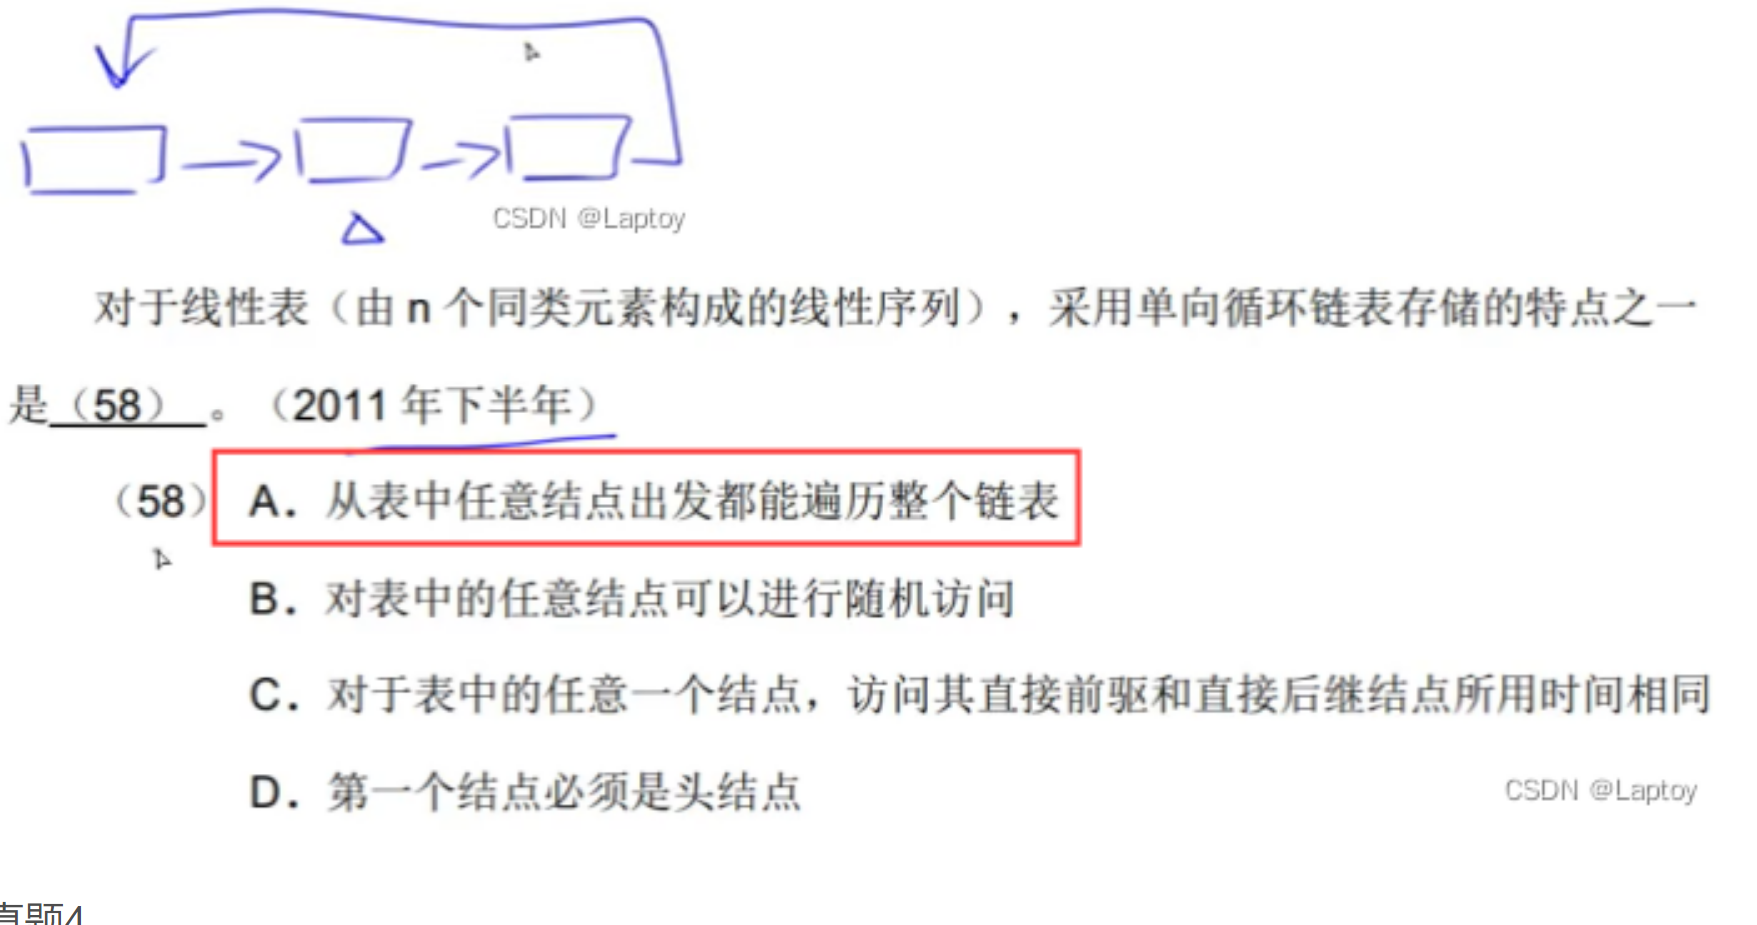 CSDN @Laptoy
对于线性表（由 n 个同类元素构成的线性序列），采用单向循环链表存储的特点之一
是（58）。（2011 年下半年）
（58） A．从表中任意结点出发都能遍历整个链表
B．对表中的任意结点可以进行随机访问
C．对于表中的任意一个结点，访问其直接前驱和直接后继结点所用时间相同
D．第一个结点必须是头结点
CSDN @Laptoy
真题4